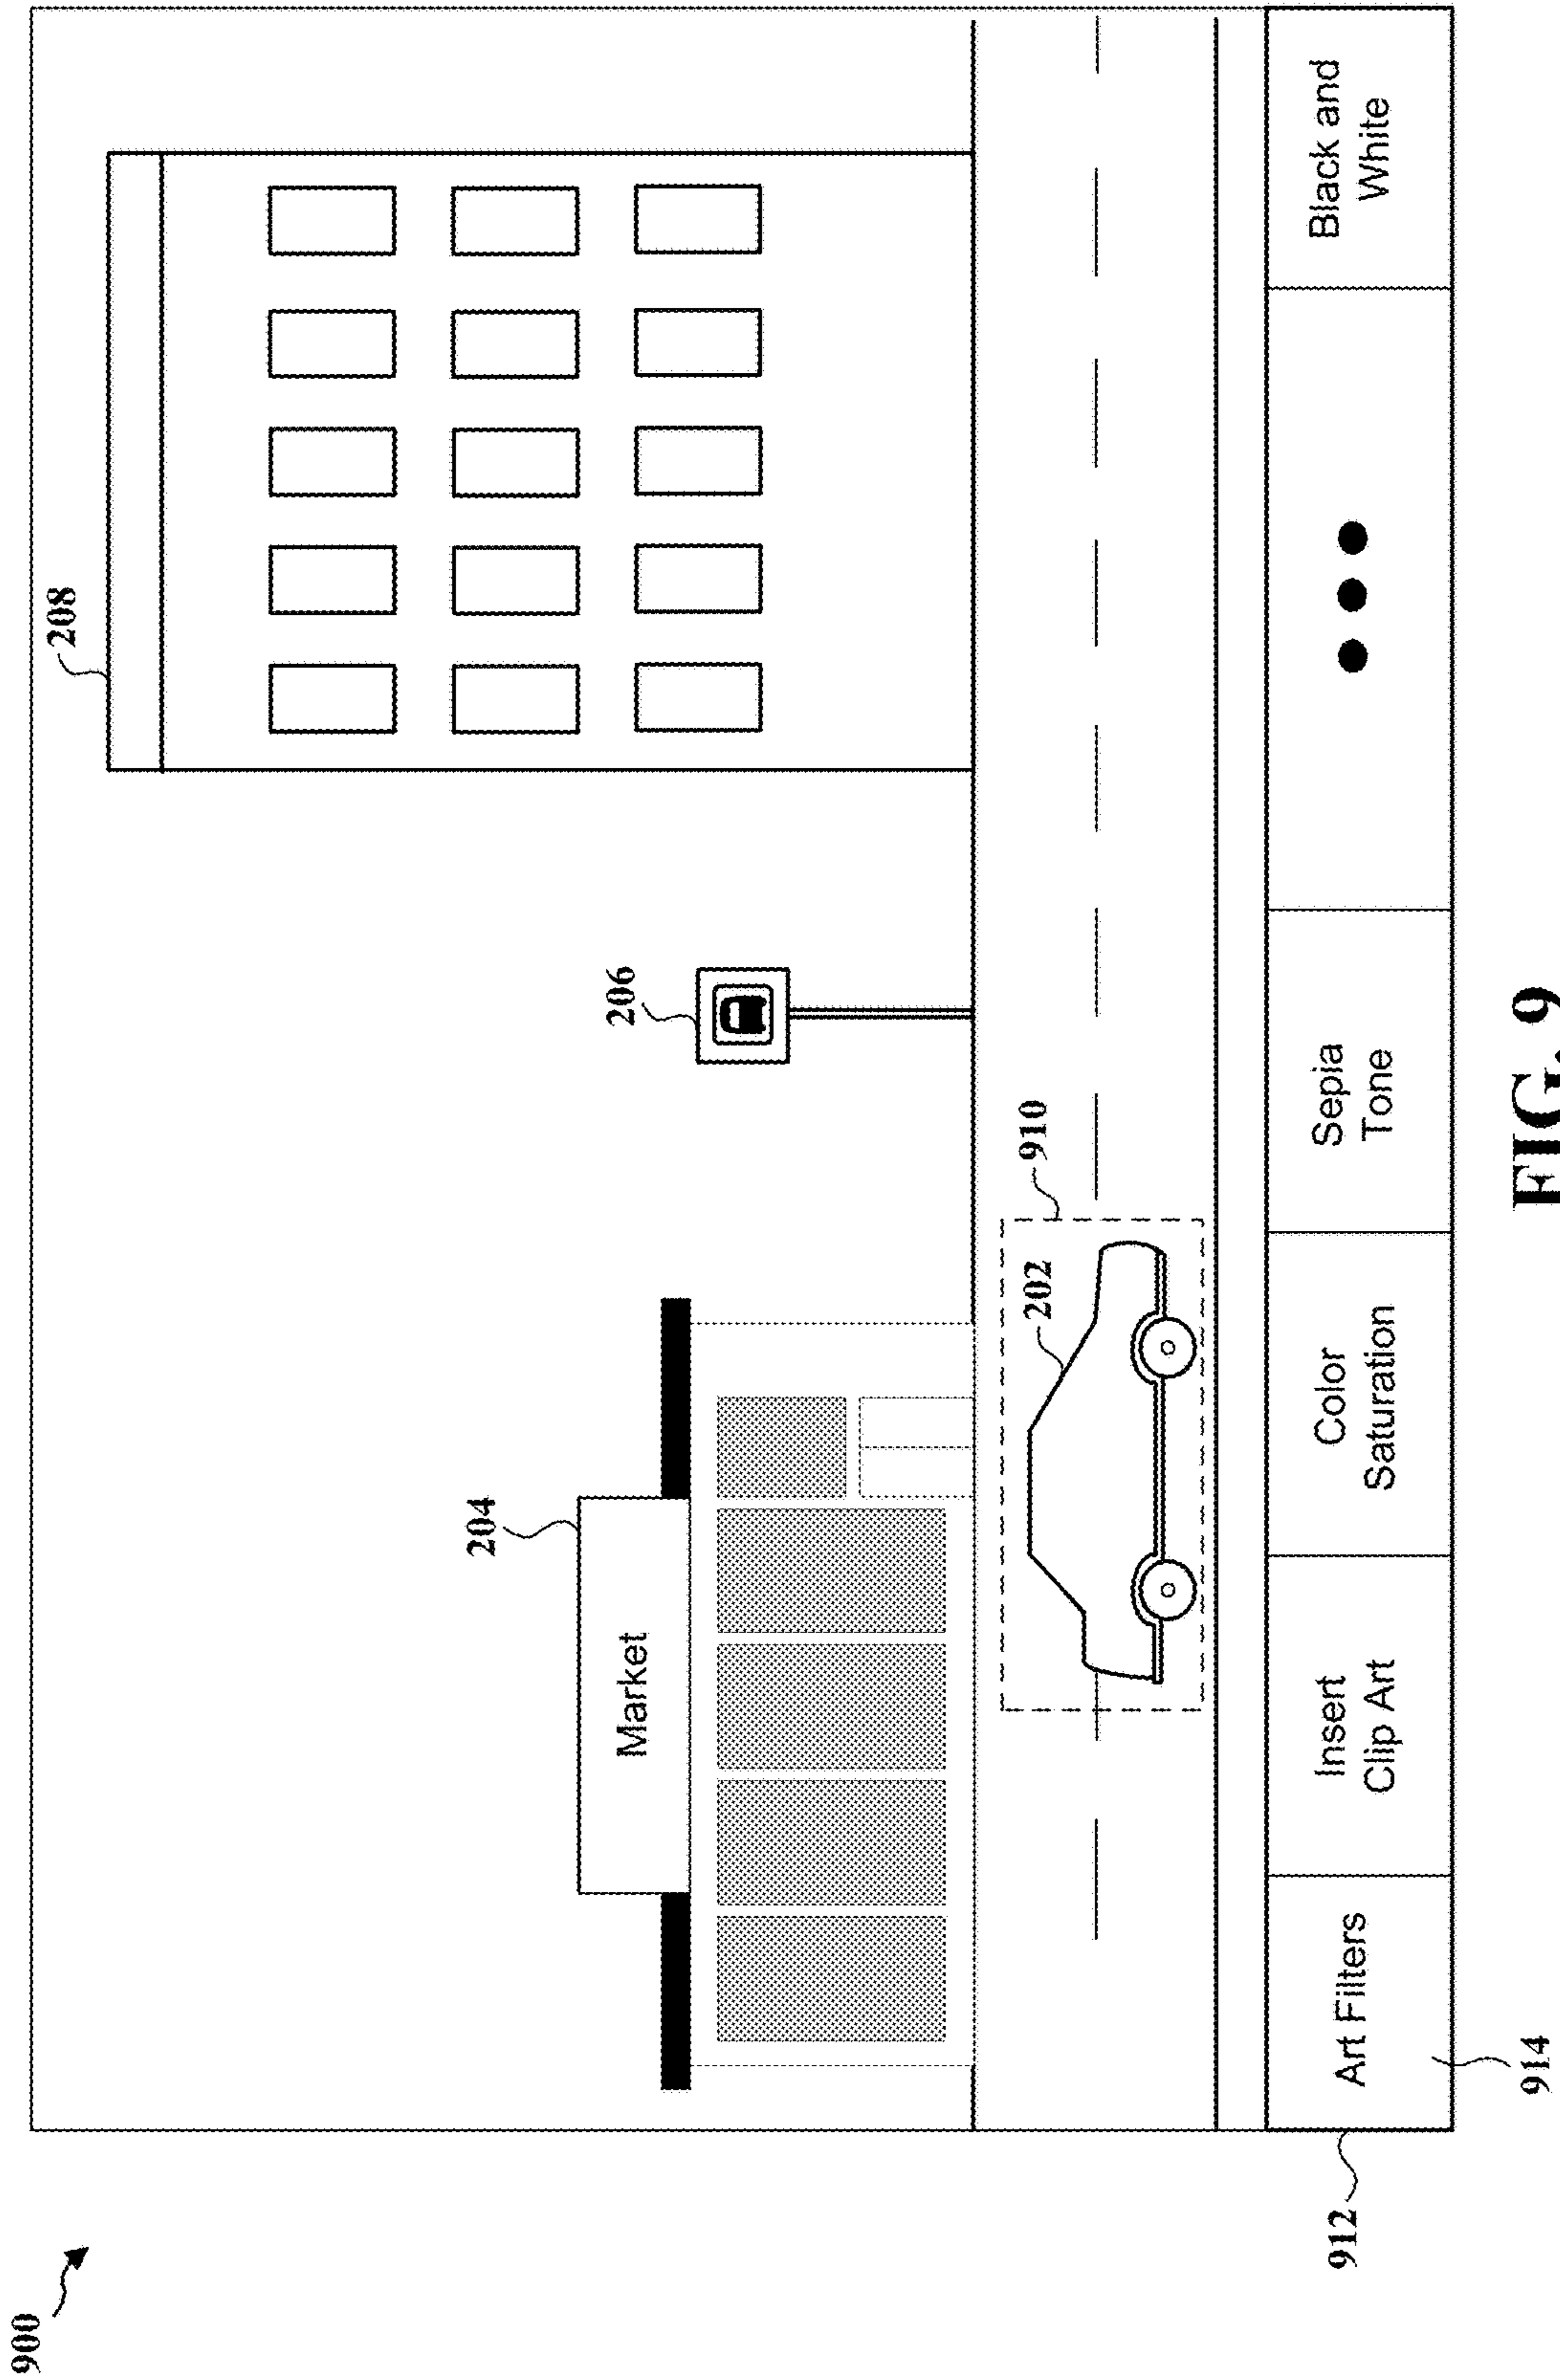 900
208
206
204
Market
910
202
912
Art Filters
Insert
Clip Art
Color
Saturation
Sepia
Tone
Black and
White
914
FIG. 9